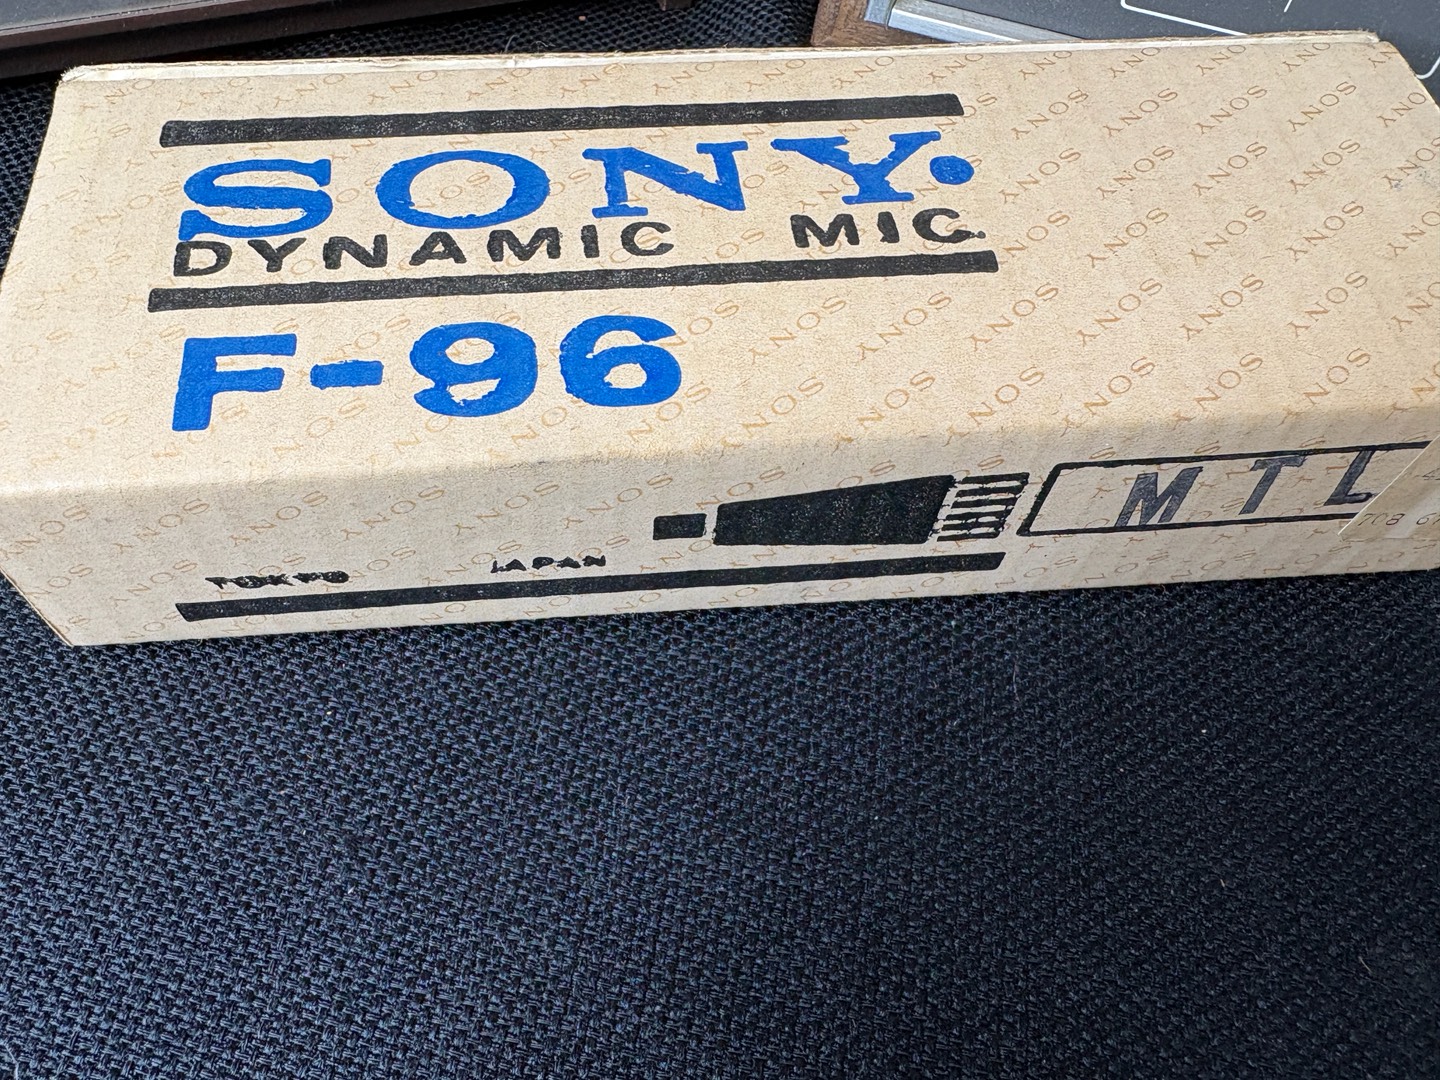 SONY.
DYNAMIC MIC.
F-96
TOKYO JAPAN
MTL